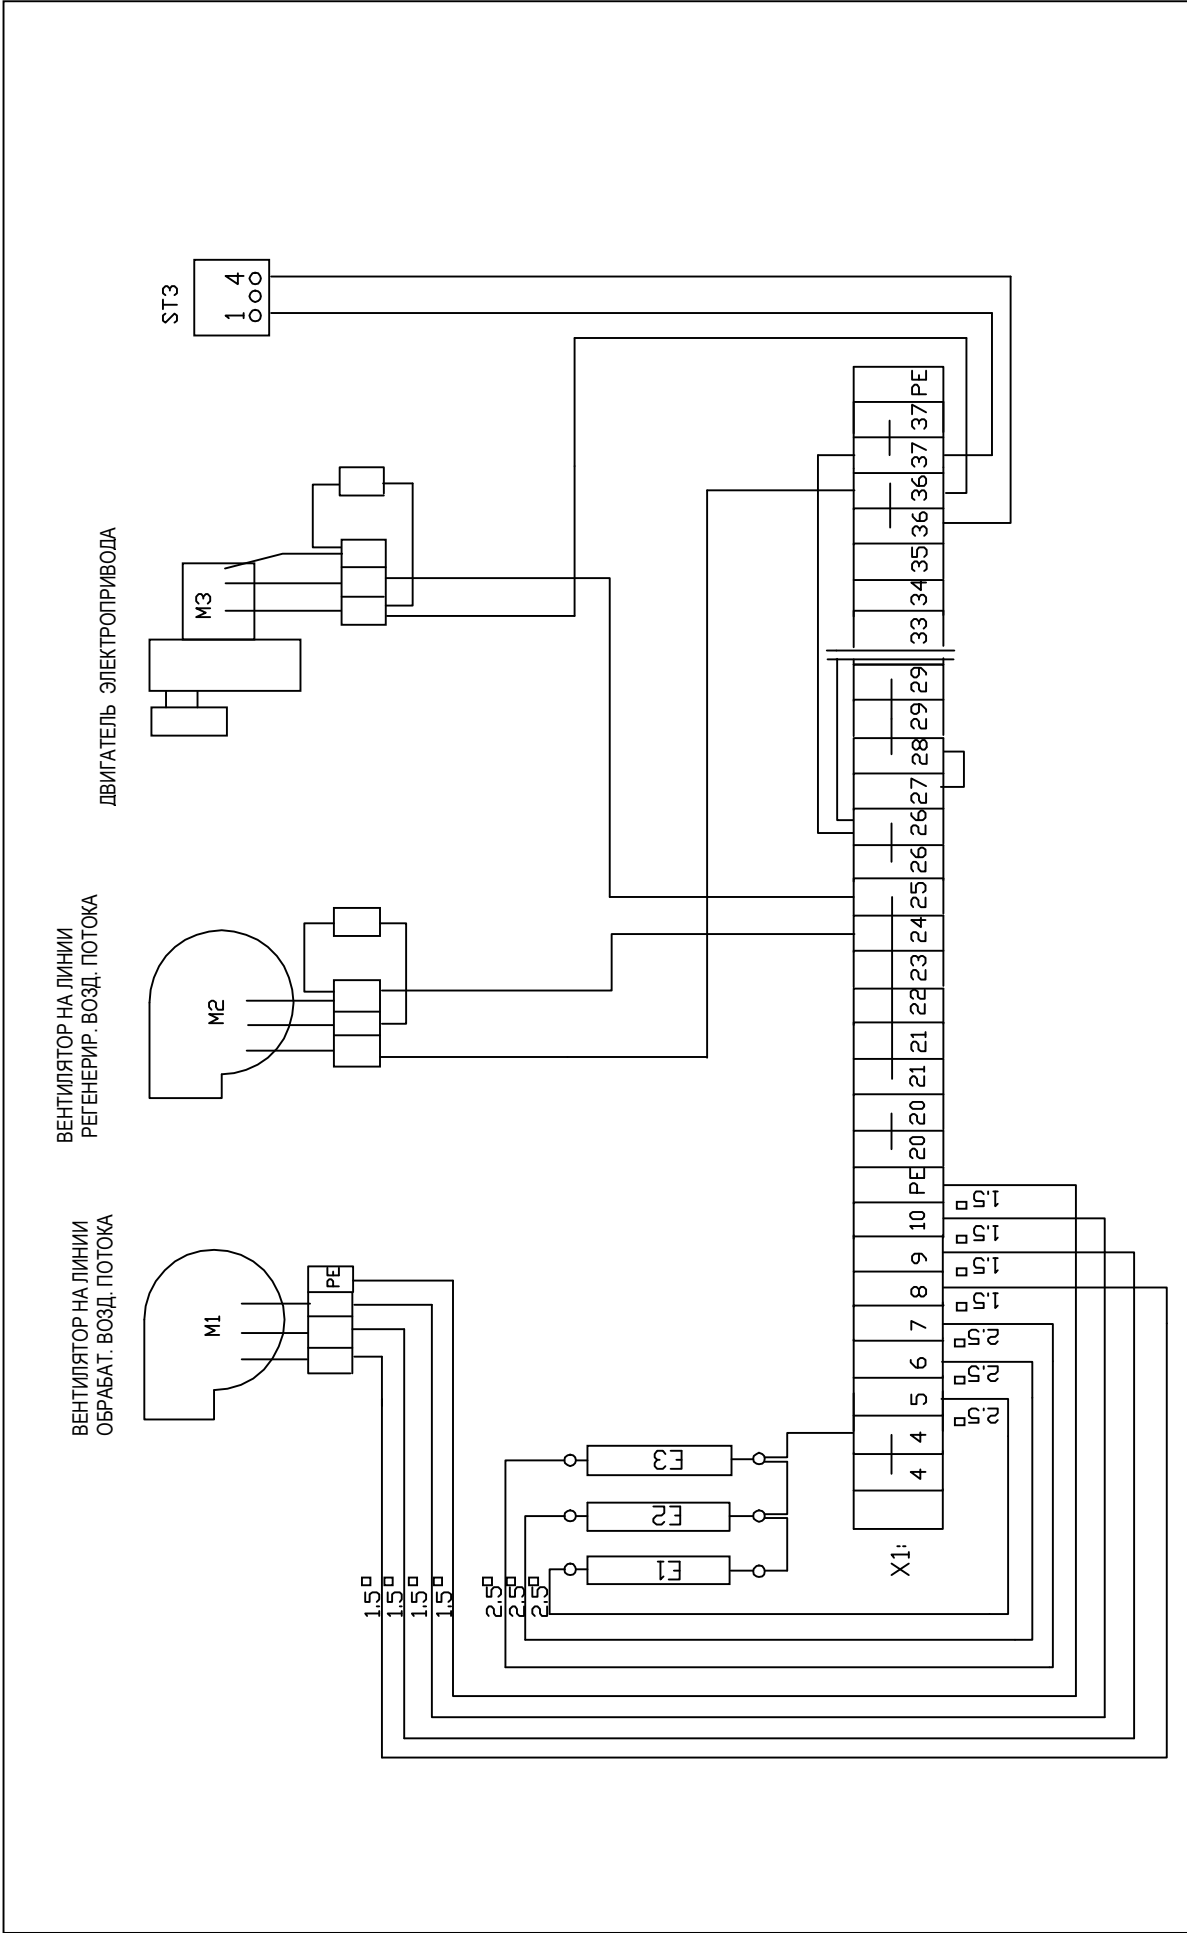 ВЕНТИЛЯТОР НА ЛИНИИ
ОБРАБАТ. ВОЗД. ПОТОКА
ВЕНТИЛЯТОР НА ЛИНИИ
РЕГЕНЕРИР. ВОЗД. ПОТОКА
ДВИГАТЕЛЬ ЭЛЕКТРОПРИВОДА
ST3
1 4
M1
M2
M3
PE
1.5
1.5
1.5
1.5
2.5
2.5
2.5
E1 E2 E3
X1:
4 4 5 6 7 8 9 10 PE 20 20 21 21 22 23 24 25 26 26 27 28 29 29 33 34 35 36 36 37 37 PE
2.5
2.5
2.5
1.5
1.5
1.5
1.5